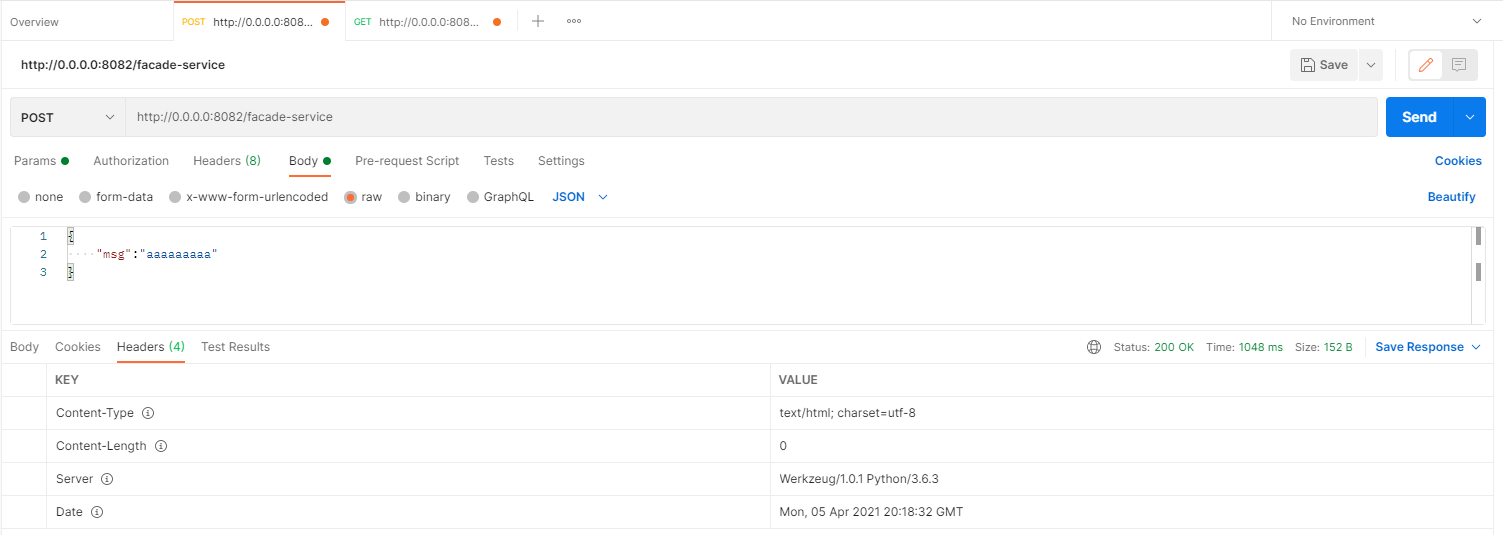 Overview POST http://0.0.0.0:808... GET http://0.0.0.0:808... No Environment
http://0.0.0.0:8082/facade-service Save
POST http://0.0.0.0:8082/facade-service Send
Params Authorization Headers (8) Body Pre-request Script Tests Settings Cookies
none form-data x-www-form-urlencoded raw binary GraphQL JSON Beautify
1 {
2 "msg":"aaaaaaaaa"
3 }
Body Cookies Headers (4) Test Results Status: 200 OK Time: 1048 ms Size: 152 B Save Response
KEY VALUE
Content-Type text/html; charset=utf-8
Content-Length 0
Server Werkzeug/1.0.1 Python/3.6.3
Date Mon, 05 Apr 2021 20:18:32 GMT